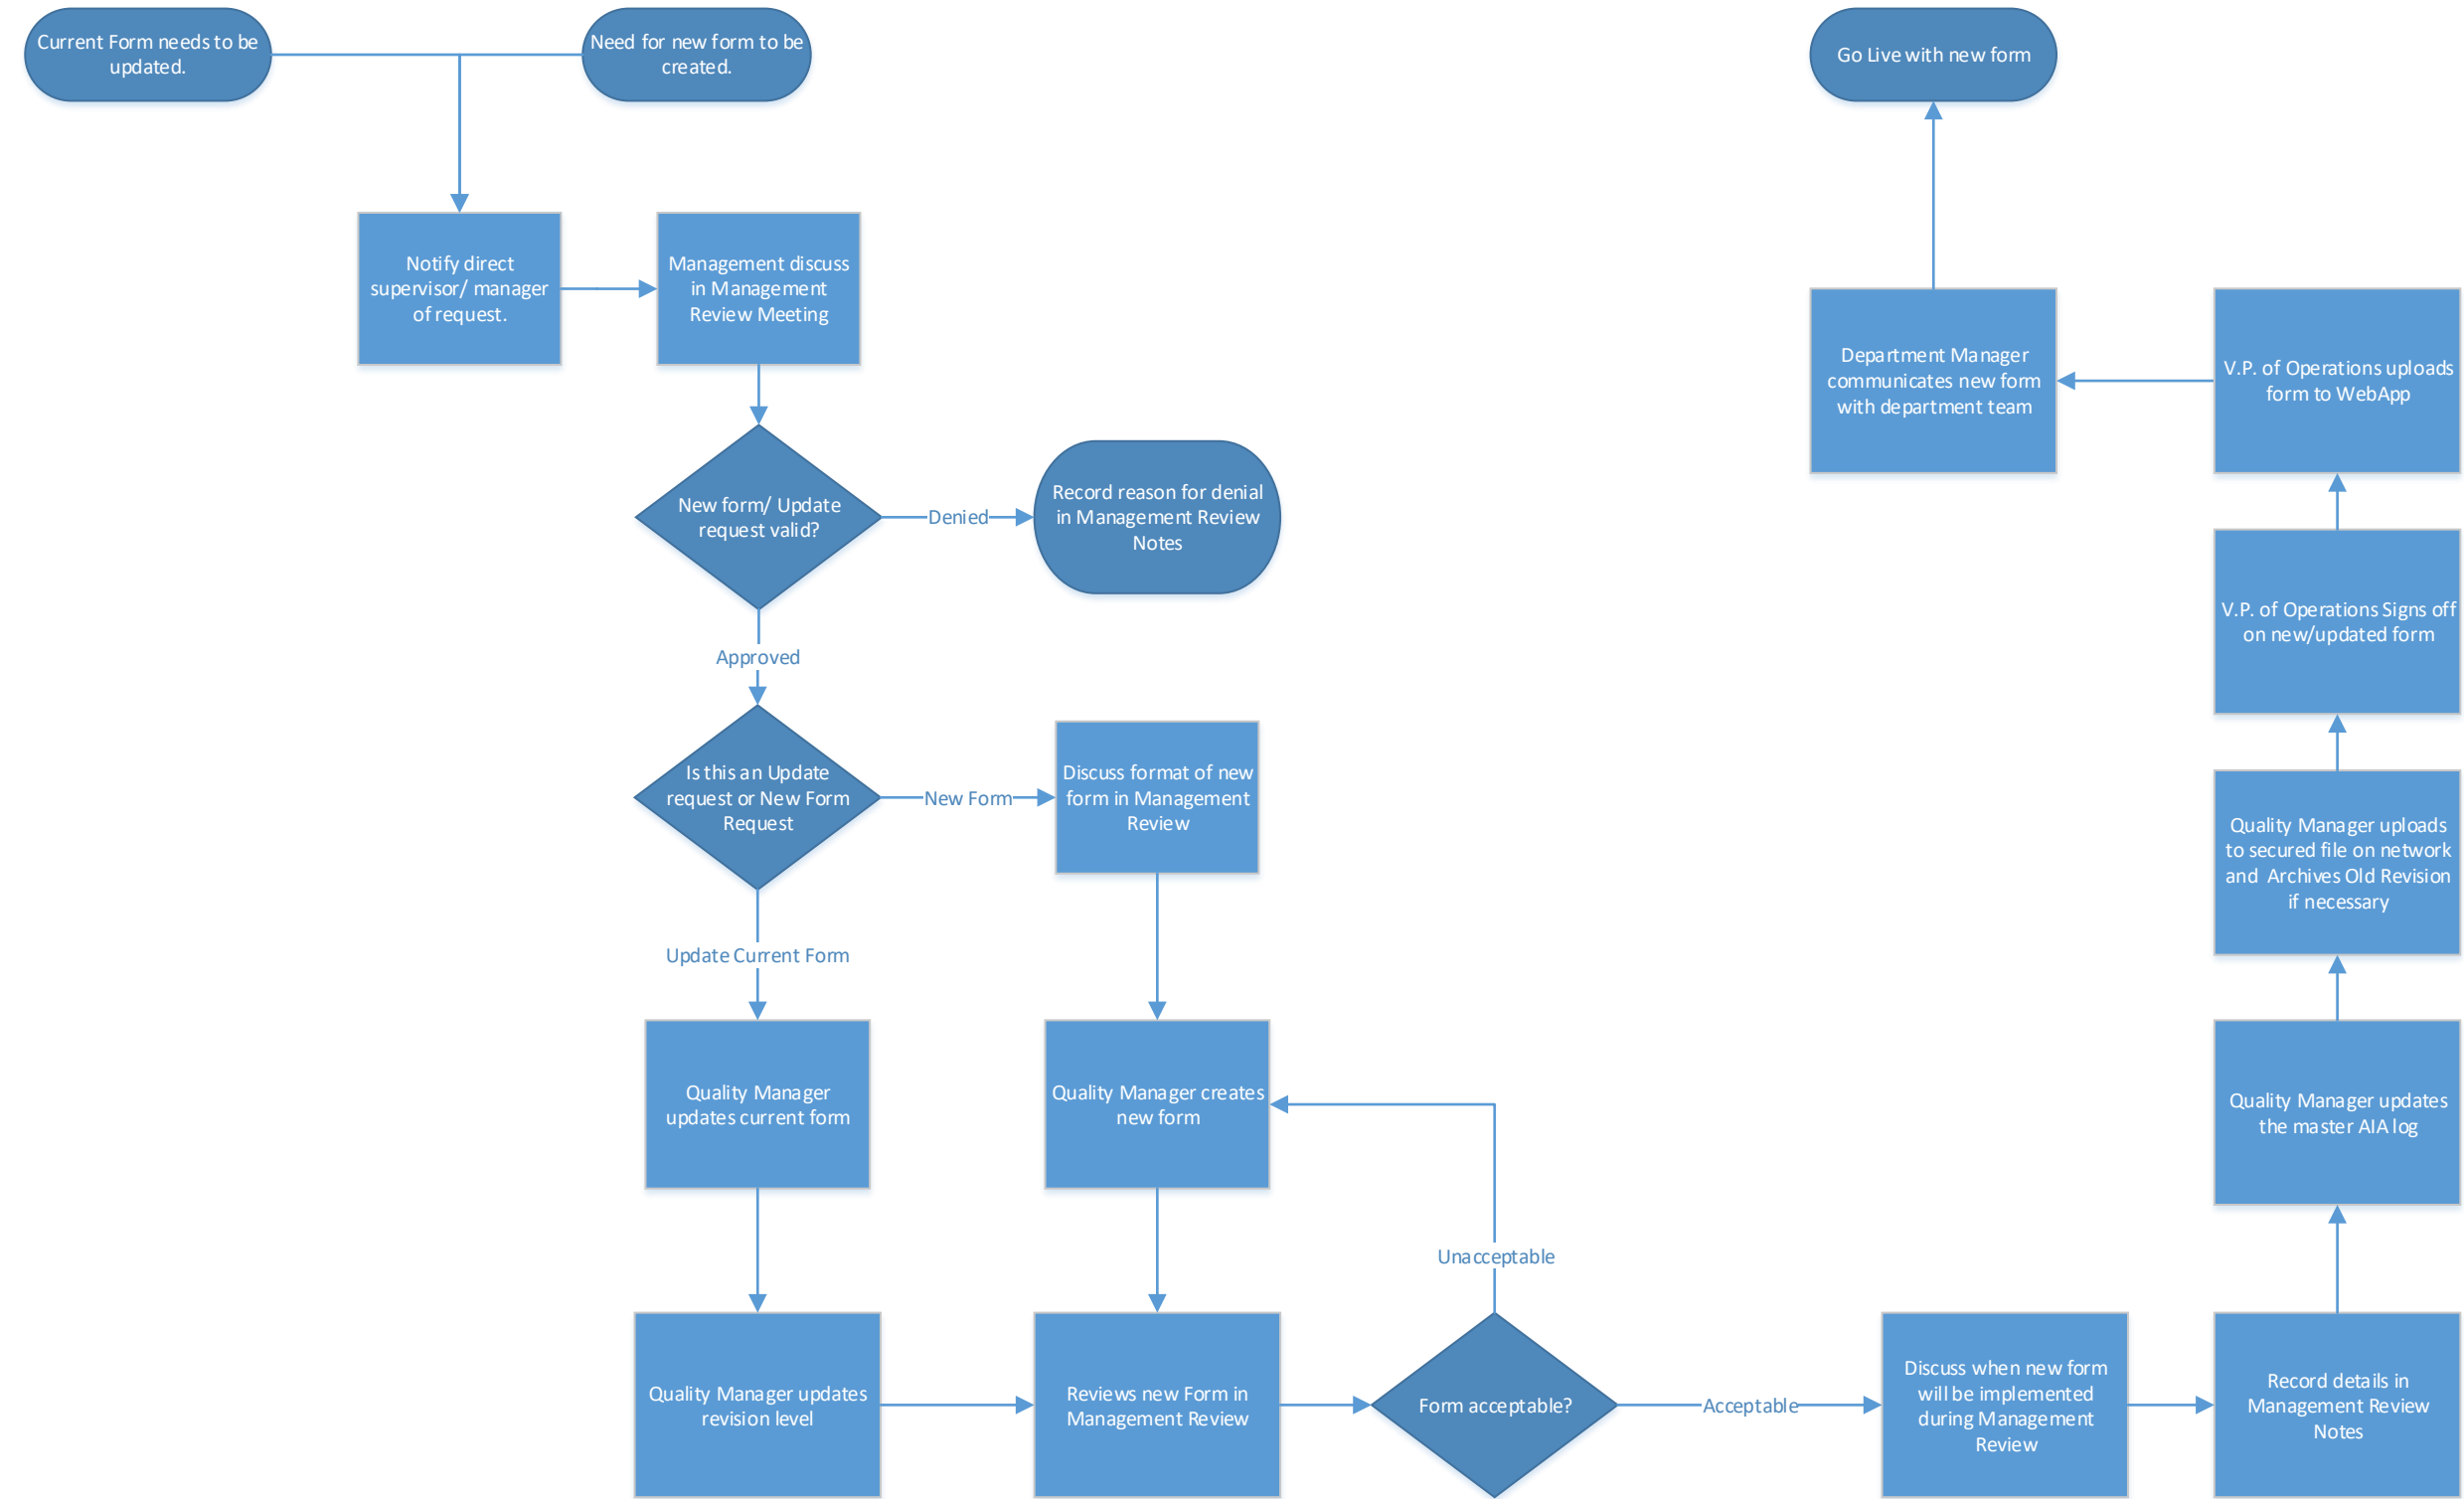 Current Form needs to be
updated.
Need for new form to be
created.
Go Live with new form
Notify direct
supervisor/ manager
of request.
Management discuss
in Management
Review Meeting
Department Manager
communicates new form
with department team
V.P. of Operations uploads
form to WebApp
New form/ Update
request valid?
Denied
Record reason for denial
in Management Review
Notes
V.P. of Operations Signs off
on new/updated form
Approved
Is this an Update
request or New Form
Request
New Form
Discuss format of new
form in Management
Review
Quality Manager uploads
to secured file on network
and Archives Old Revision
if necessary
Update Current Form
Quality Manager
updates current form
Quality Manager creates
new form
Quality Manager updates
the master AIA log
Unacceptable
Quality Manager updates
revision level
Reviews new Form in
Management Review
Form acceptable?
Acceptable
Discuss when new form
will be implemented
during Management
Review
Record details in
Management Review
Notes